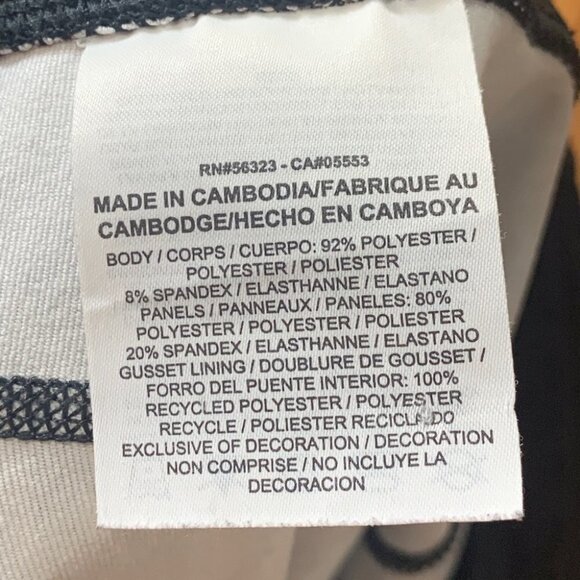 RN#56323 - CA#05553
MADE IN CAMBODIA/FABRIQUE AU
CAMBODGE/HECHO EN CAMBOYA
BODY / CORPS / CUERPO: 92% POLYESTER /
POLYESTER / POLIESTER
8% SPANDEX / ELASTHANNE / ELASTANO
PANELS / PANNEAUX / PANELES: 80%
POLYESTER / POLYESTER / POLIESTER
20% SPANDEX / ELASTHANNE / ELASTANO
GUSSET LINING / DOUBLURE DE GOUSSET /
FORRO DEL PUENTE INTERIOR: 100%
RECYCLED POLYESTER / POLYESTER
RECYCLE / POLIESTER RECICLADO
EXCLUSIVE OF DECORATION / DECORATION
NON COMPRISE / NO INCLUYE LA
DECORACION